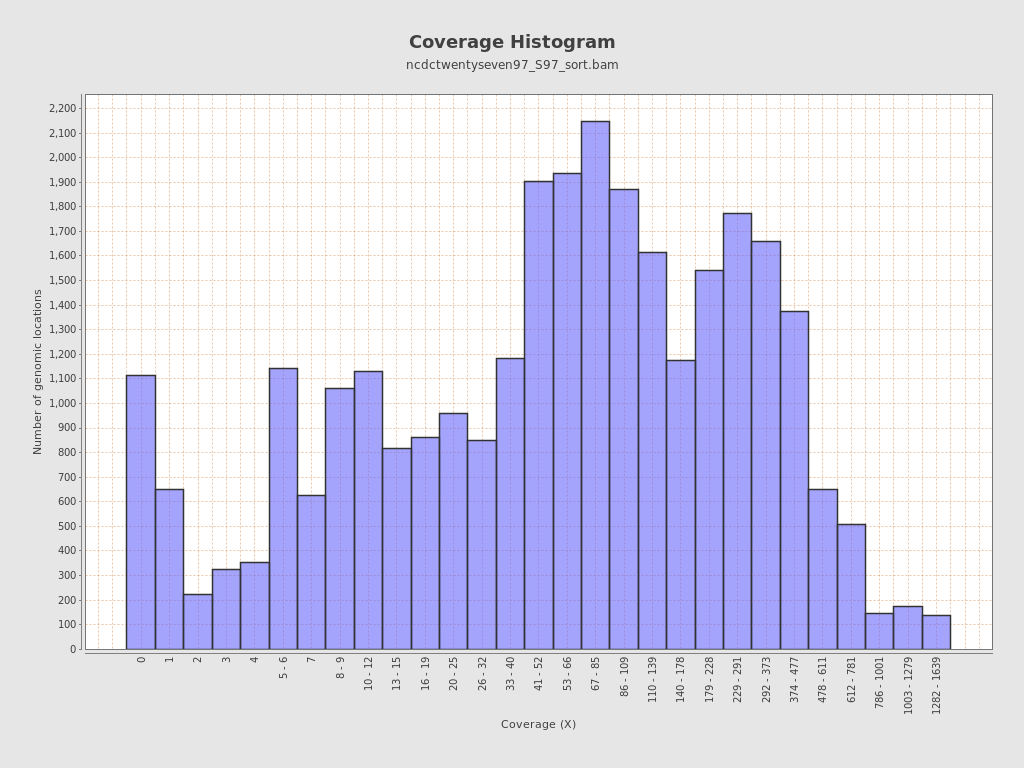 Coverage Histogram
ncdctwentyseven97_S97_sort.bam
2,200
2,100
2,000
1,900
1,800
1,700
1,600
1,500
1,400
1,300
1,200
1,100
1,000
900
800
700
600
500
400
300
200
100
0
Number of genomic locations
0
1
2
3
4
5 - 6
7
8 - 9
10 - 12
13 - 15
16 - 19
20 - 25
26 - 32
33 - 40
41 - 52
53 - 66
67 - 85
86 - 109
110 - 139
140 - 178
179 - 228
229 - 291
292 - 373
374 - 477
478 - 611
612 - 781
786 - 1001
1003 - 1279
1282 - 1639
Coverage (X)